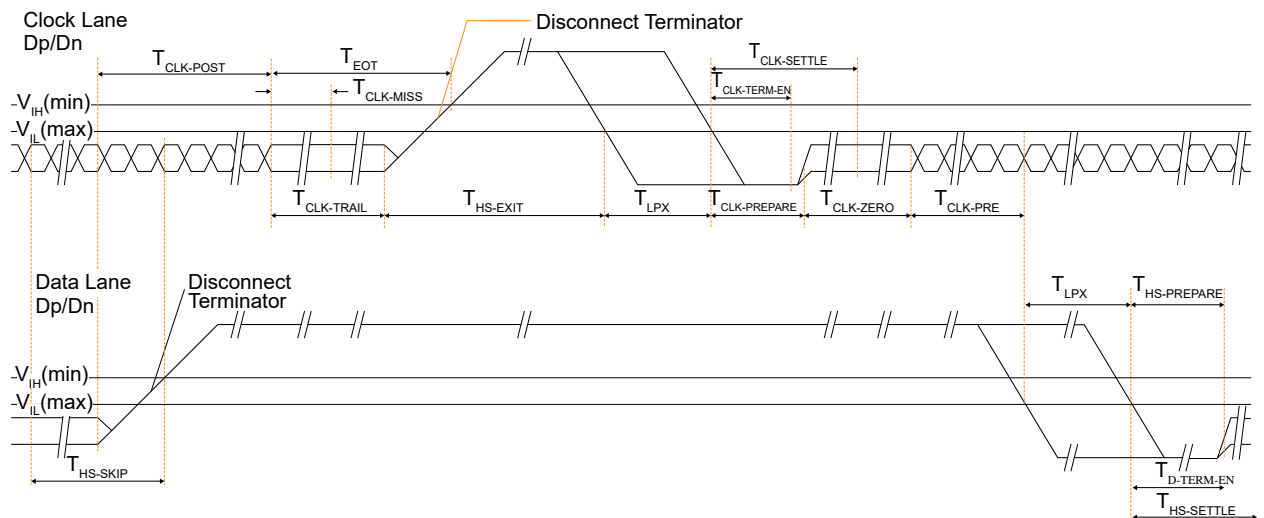 Clock Lane
Dp/Dn
Disconnect Terminator
TCLK-POST
TEOT
TCLK-SETTLE
TCLK-MISS
TCLK-TERM-EN
VIH(min)
VIL(max)
TCLK-TRAIL
THS-EXIT
TLPX
TCLK-PREPARE
TCLK-ZERO
TCLK-PRE
Data Lane
Dp/Dn
Disconnect
Terminator
TLPX
THS-PREPARE
VIH(min)
VIL(max)
THS-SKIP
TD-TERM-EN
THS-SETTLE